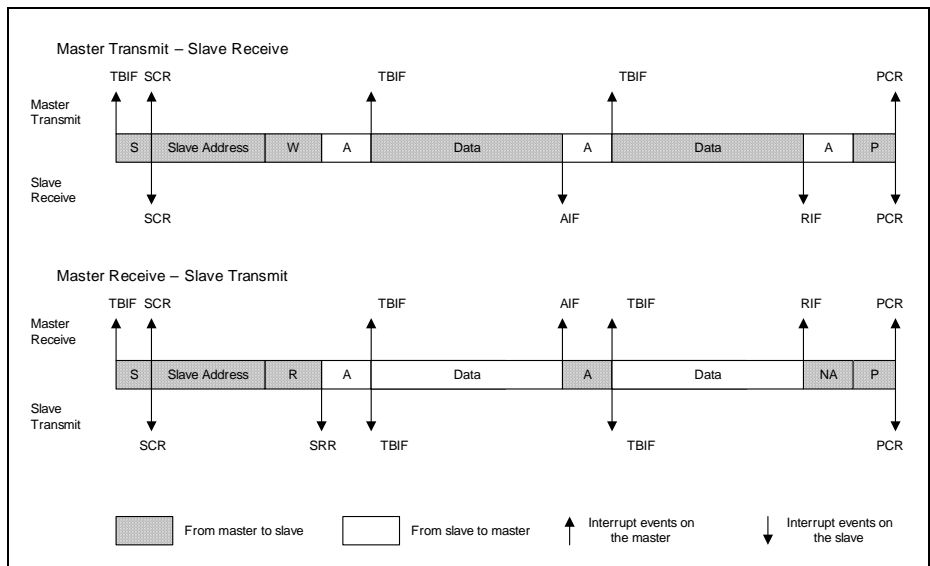 Master Transmit – Slave Receive
TBIF SCR TBIF TBIF PCR
Master
Transmit
S Slave Address W A Data A Data A P
Slave
Receive
SCR AIF RIF PCR
Master Receive – Slave Transmit
TBIF SCR TBIF AIF TBIF RIF PCR
Master
Receive
S Slave Address R A Data A Data NA P
Slave
Transmit
SCR SRR TBIF TBIF PCR
From master to slave
From slave to master
Interrupt events on
the master
Interrupt events on
the slave